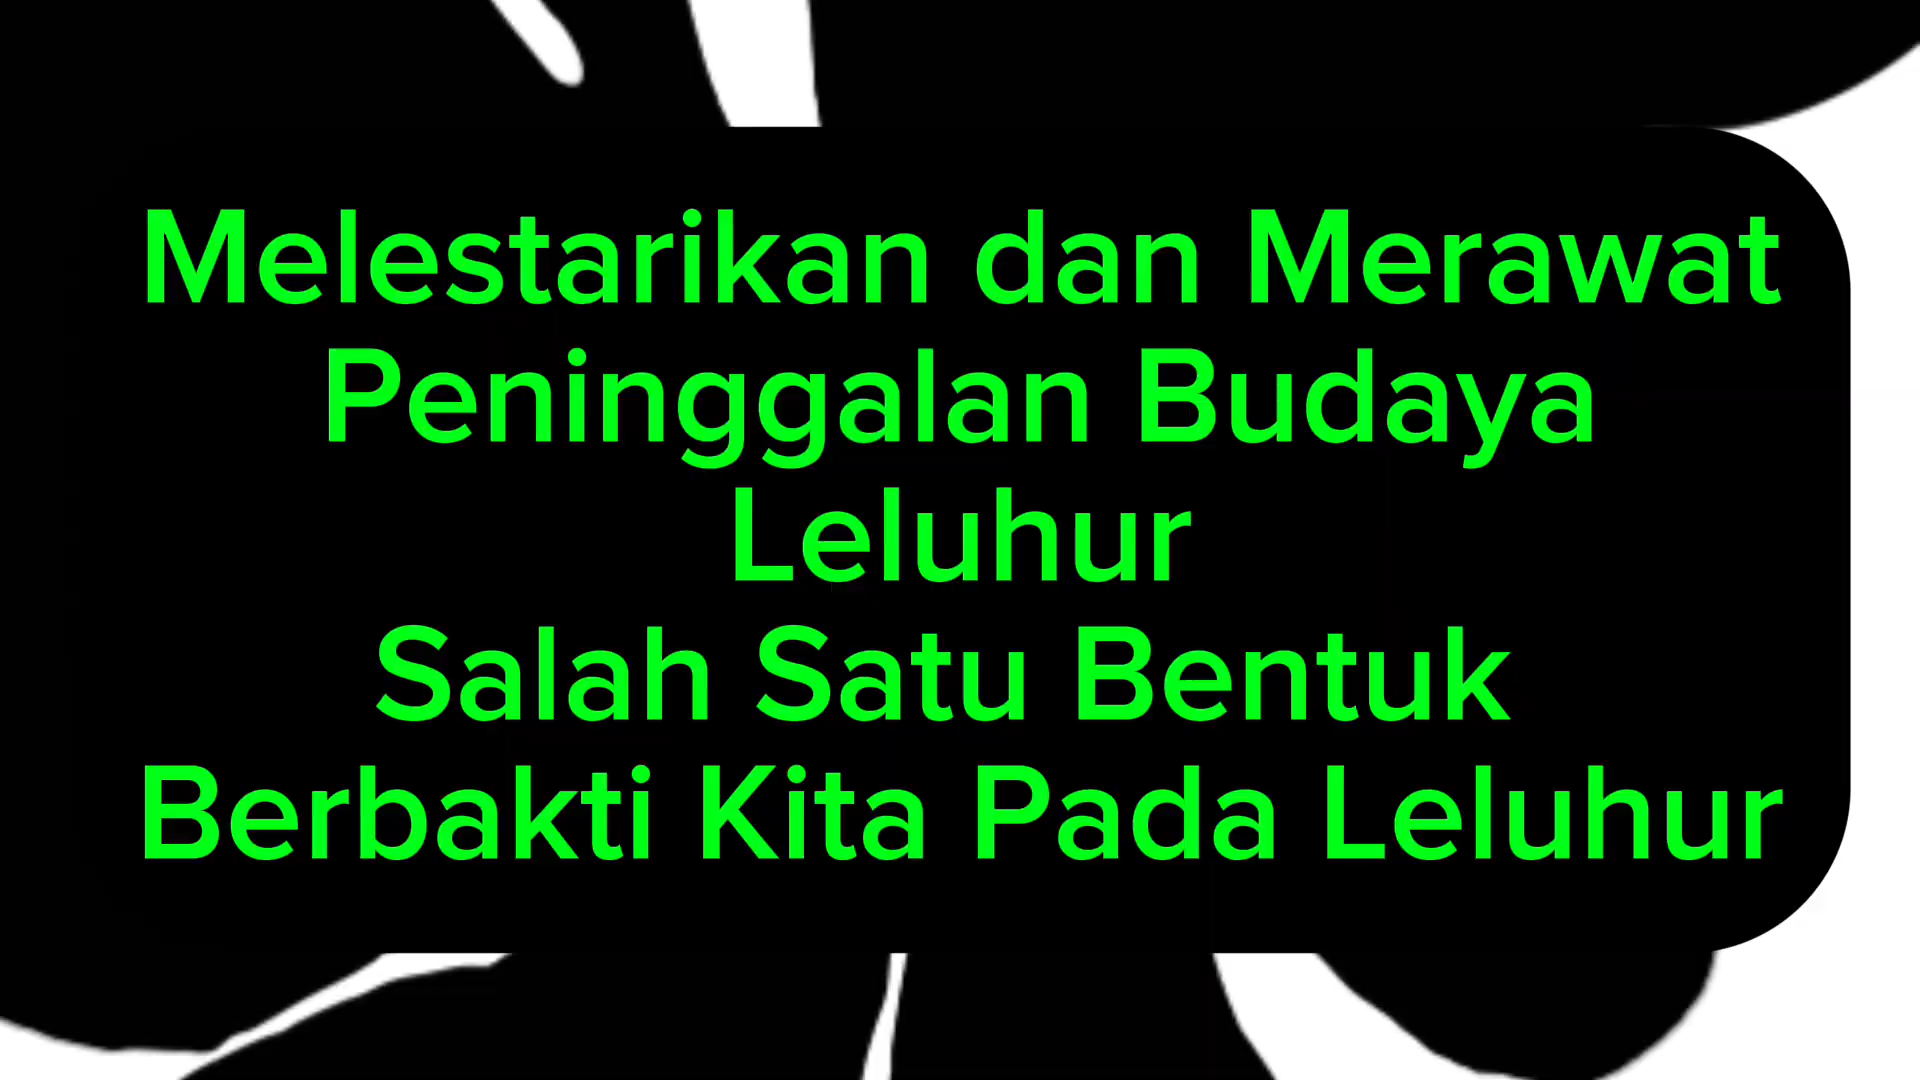 Melestarikan dan Merawat
Peninggalan Budaya
Leluhur
Salah Satu Bentuk
Berbakti Kita Pada Leluhur